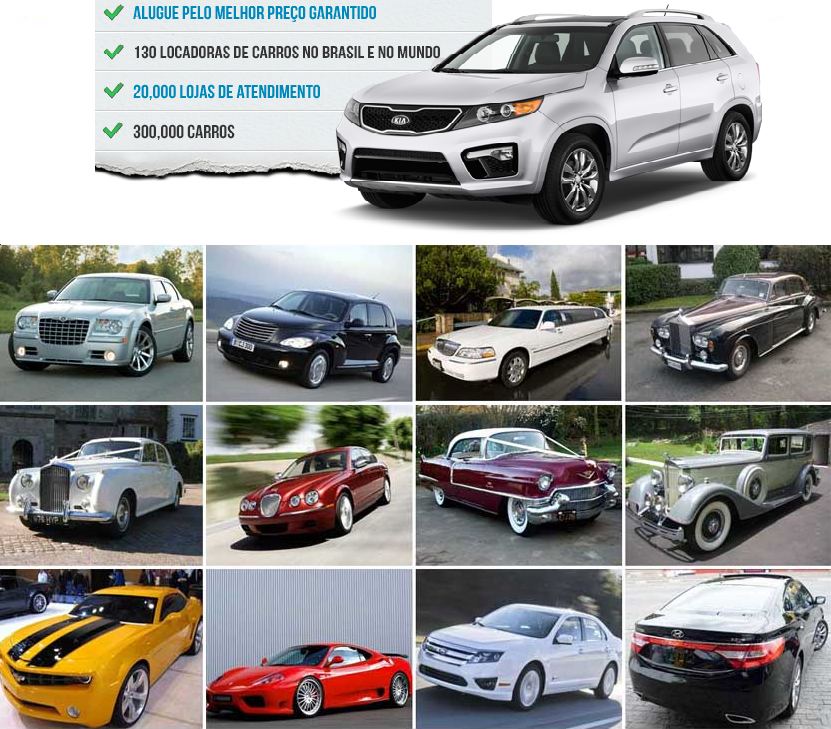 ALUGUE PELO MELHOR PREÇO GARANTIDO
130 LOCADORAS DE CARROS NO BRASIL E NO MUNDO
20,000 LOJAS DE ATENDIMENTO
300,000 CARROS
KIA